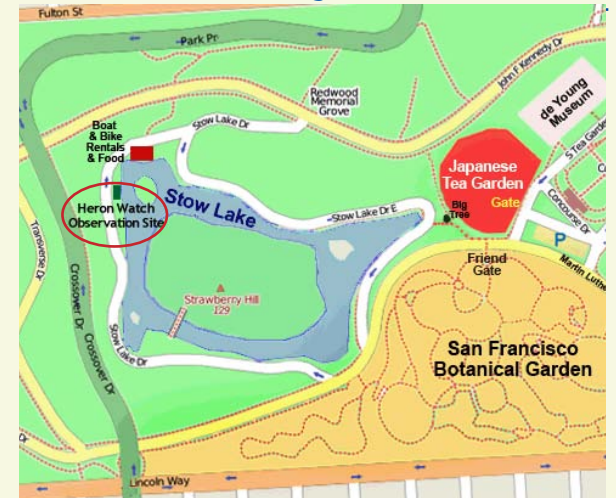 Fulton St
Park Pr
John F Kennedy Dr
de Young
Museum
Redwood
Memorial
Grove
Stow Lake Dr
Boat
& Bike
Rentals
& Food
S Tea Garden
Japanese
Tea Garden
Gate
Concourse Dr
Heron Watch
Observation Site
Stow Lake
Stow Lake Dr E
Big
Tree
P
Transverse Dr
Friend
Gate
Martin Luthe
Crossover Dr
Strawberry Hill
129
Crossover Dr
Stow Lake Dr
San Francisco
Botanical Garden
Lincoln Way